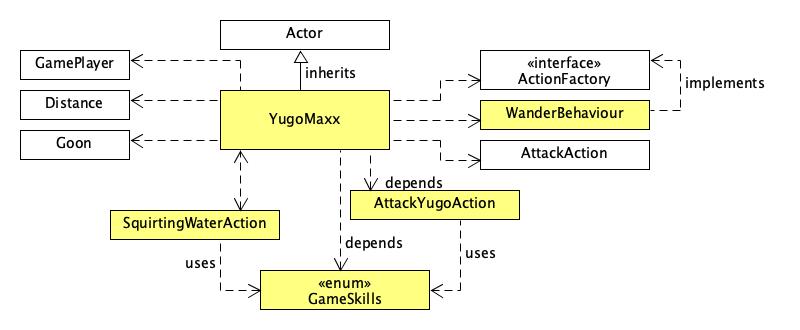 Actor
GamePlayer
«interface»
ActionFactory
inherits
implements
Distance
YugoMaxx
WanderBehaviour
Goon
AttackAction
depends
AttackYugoAction
SquirtingWaterAction
depends
uses
uses
«enum»
GameSkills